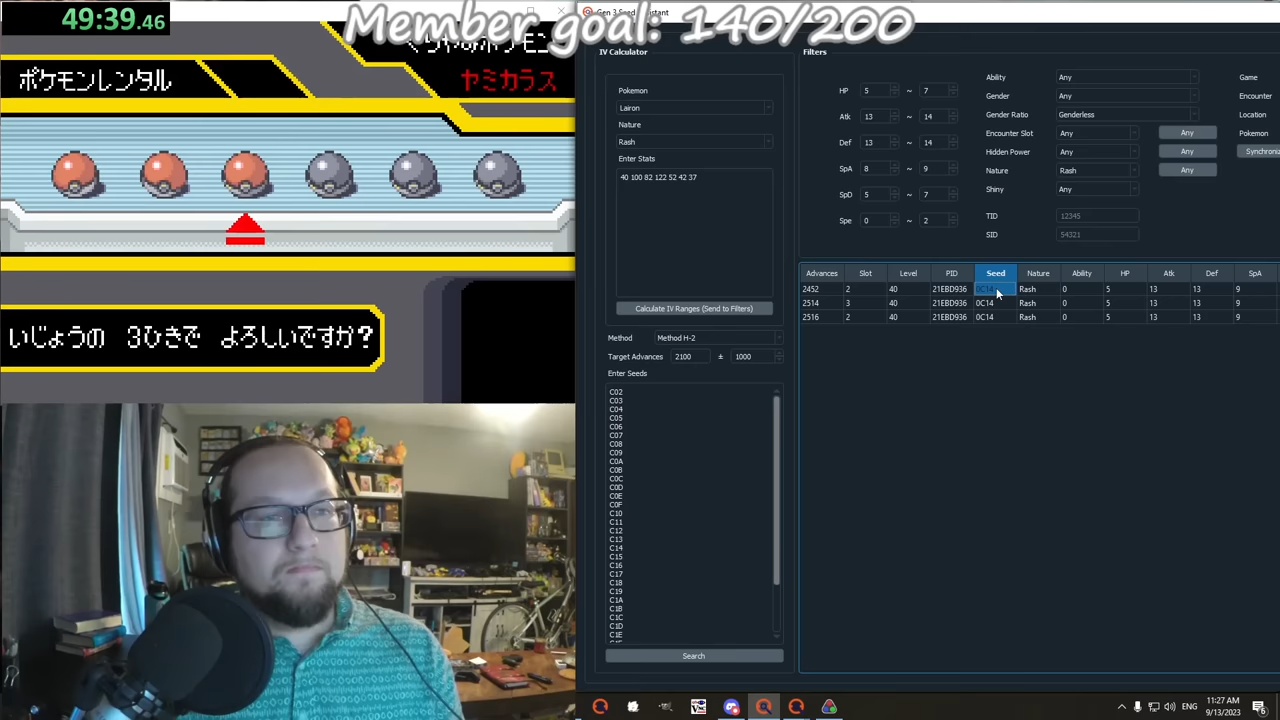 49:39.46
Member goal: 140/200
Gen 3 Seed Assistant
ポケモンレンタル
ヤミカラス
いじょうの 3ひきで よろしいですか?
IV Calculator
Pokemon
Lairon
Nature
Rash
Enter Stats
40 100 82 122 52 42 37
Calculate IV Ranges (Send to Filters)
Method
Method H-2
Target Advances
2100
±
1000
Enter Seeds
C02
C03
C04
C05
C06
C07
C08
C09
C0A
C0B
C0C
C0D
C0E
C0F
C10
C11
C12
C13
C14
C15
C16
C17
C18
C19
C1A
C1B
C1C
C1D
C1E
Search
Filters
HP 5 ~ 7
Atk 13 ~ 14
Def 13 ~ 14
SpA 8 ~ 9
SpD 5 ~ 7
Spe 0 ~ 2
Ability Any
Gender Any
Gender Ratio Genderless
Encounter Slot Any Any
Hidden Power Any Any
Nature Rash Any
Shiny Any
TID 12345
SID 54321
Game
Encounter
Location
Pokemon
Synchroniz
Advances Slot Level PID Seed Nature Ability HP Atk Def SpA
2452 2 40 21EBD936 0C14 Rash 0 5 13 13 9
2514 3 40 21EBD936 0C14 Rash 0 5 13 13 9
2516 2 40 21EBD936 0C14 Rash 0 5 13 13 9
ENG
11:27 AM
9/13/2023